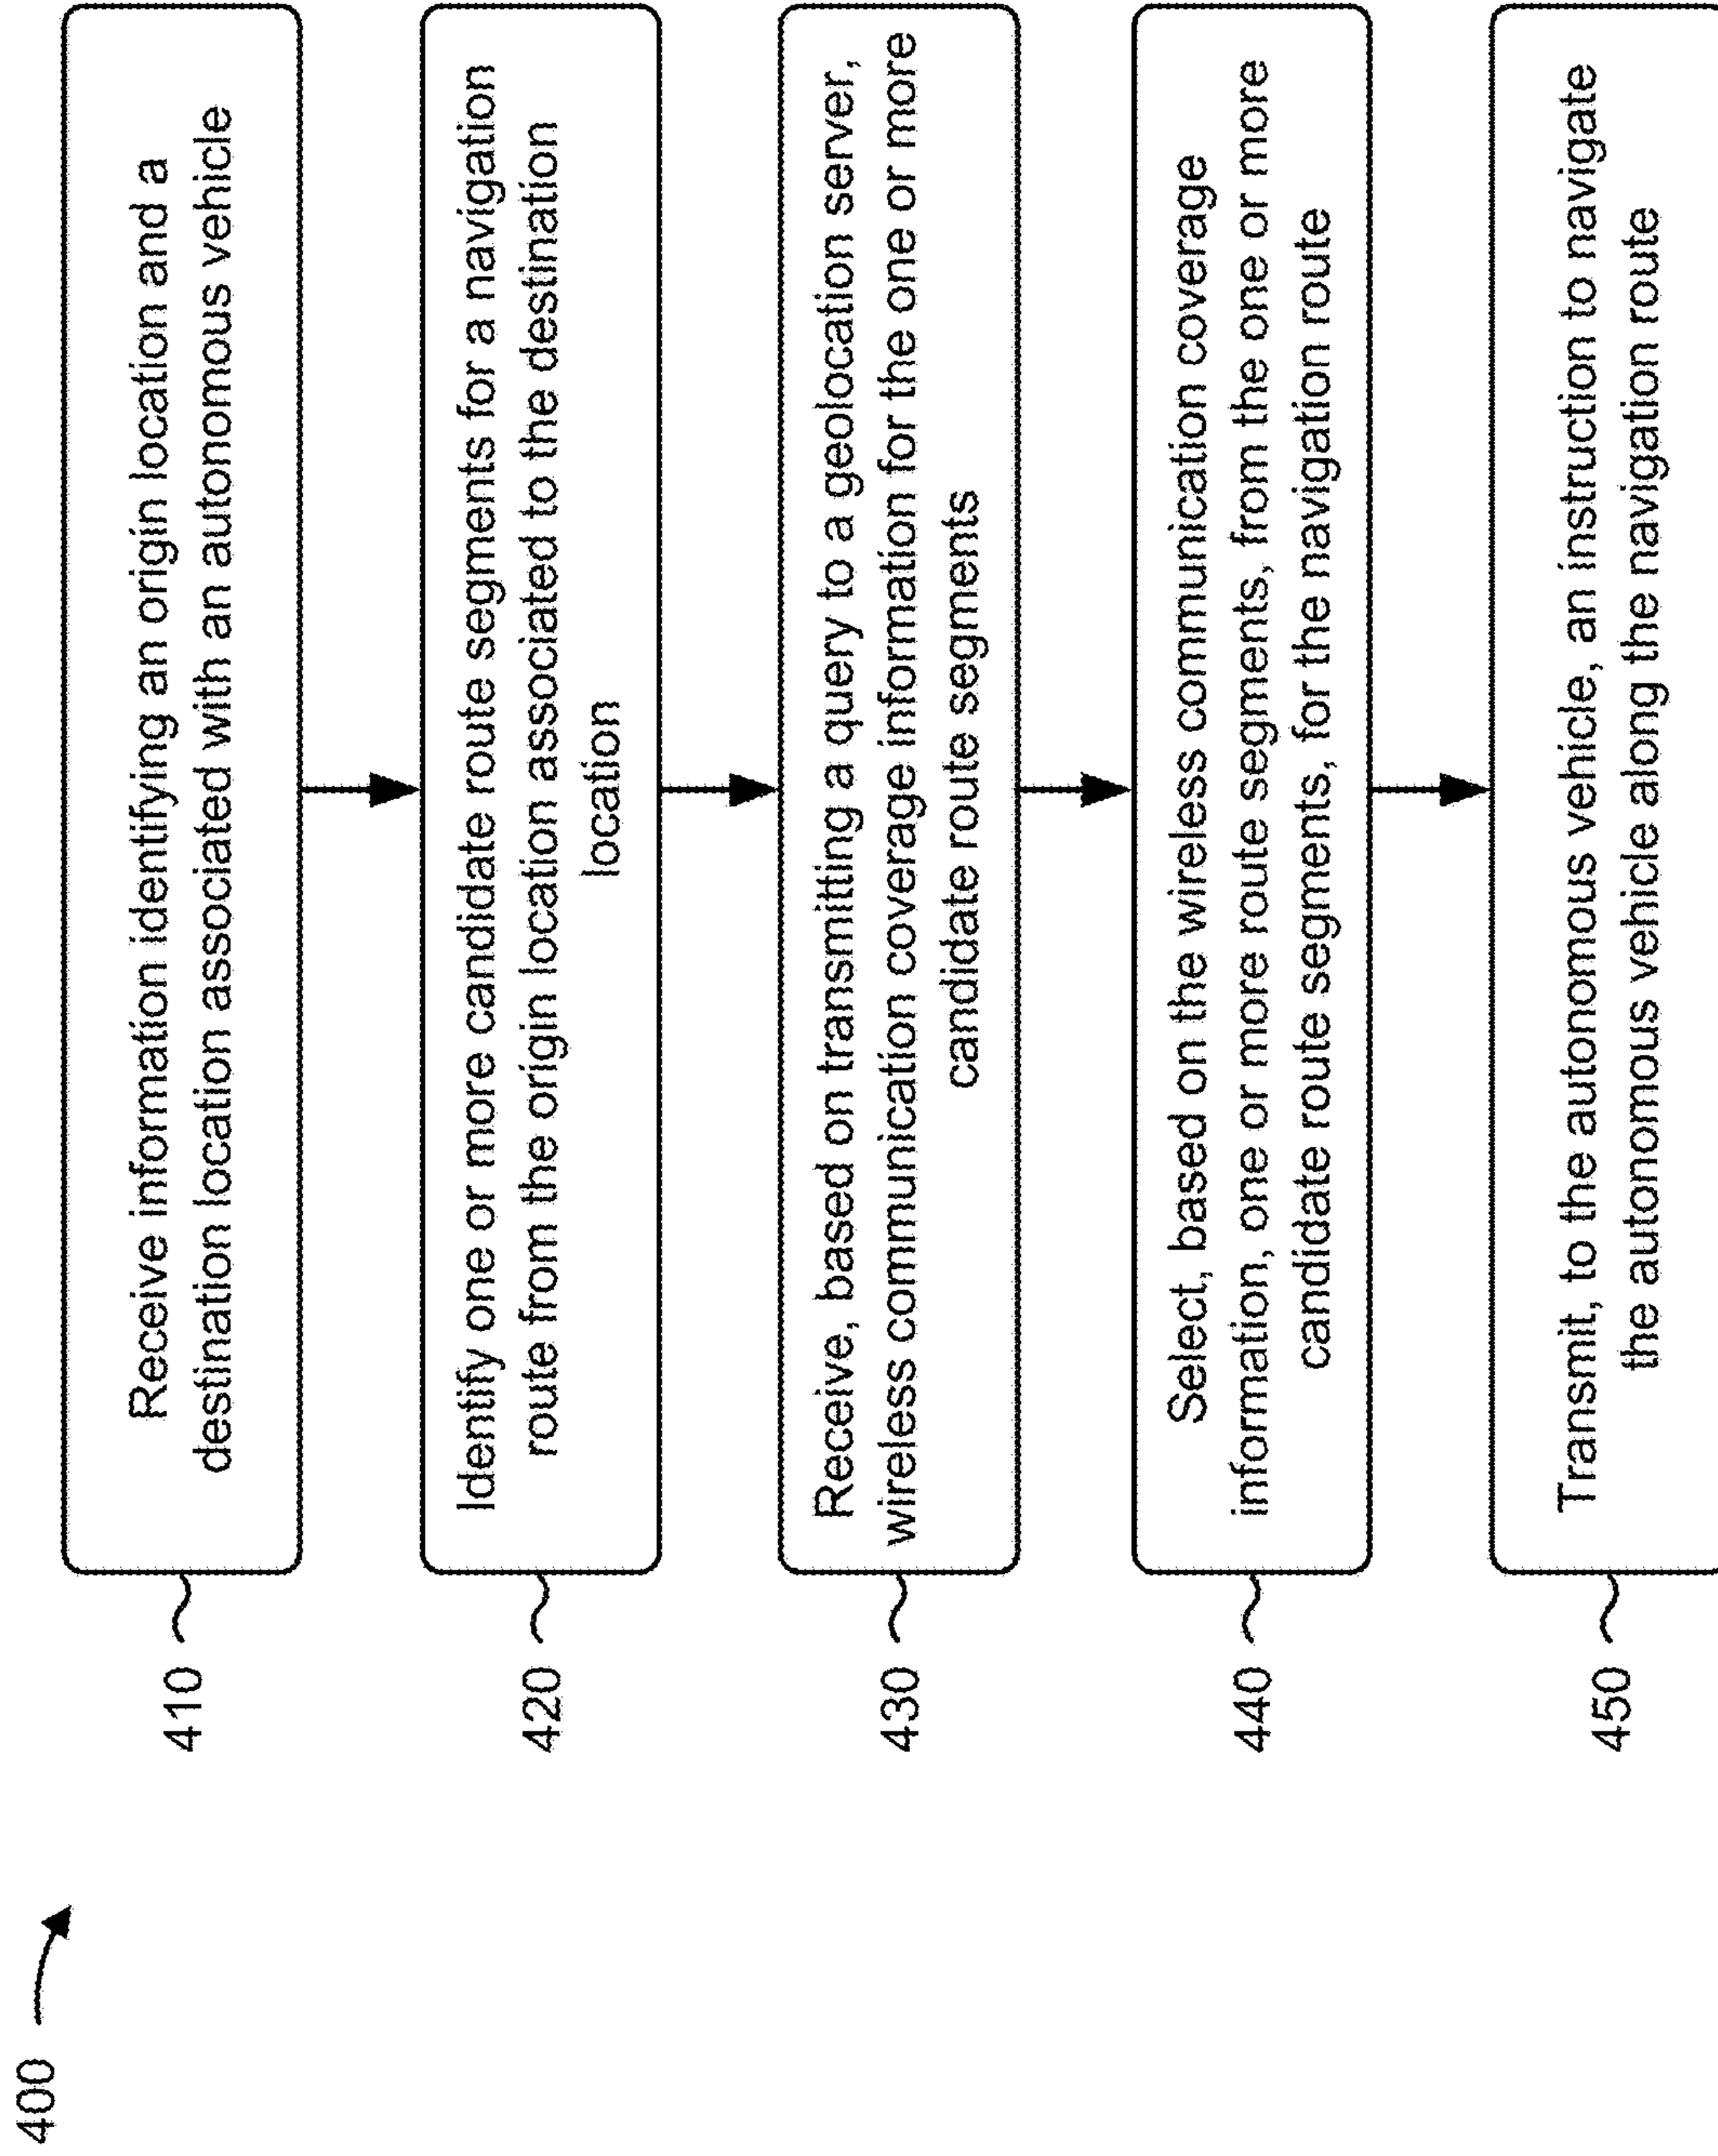 400
410
Receive information identifying an origin location and a
destination location associated with an autonomous vehicle
420
Identify one or more candidate route segments for a navigation
route from the origin location associated to the destination
location
430
Receive, based on transmitting a query to a geolocation server,
wireless communication coverage information for the one or more
candidate route segments
440
Select, based on the wireless communication coverage
information, one or more route segments, from the one or more
candidate route segments, for the navigation route
450
Transmit, to the autonomous vehicle, an instruction to navigate
the autonomous vehicle along the navigation route